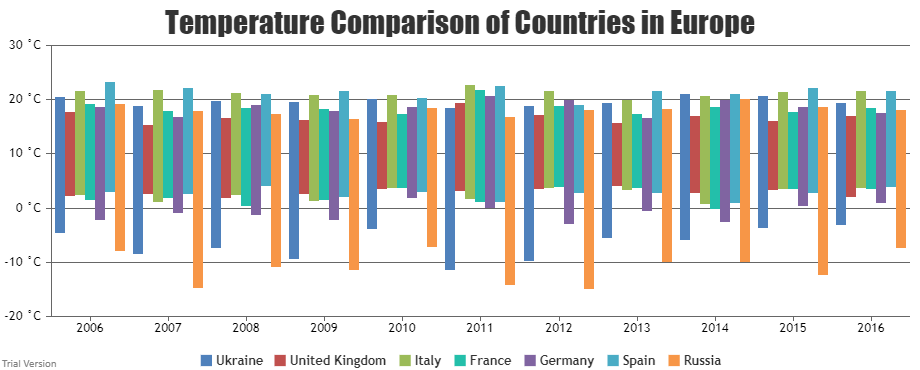 Temperature Comparison of Countries in Europe
30 ˚C
20 ˚C
10 ˚C
0 ˚C
-10 ˚C
-20 ˚C
2006 2007 2008 2009 2010 2011 2012 2013 2014 2015 2016
Ukraine United Kingdom Italy France Germany Spain Russia
Trial Version